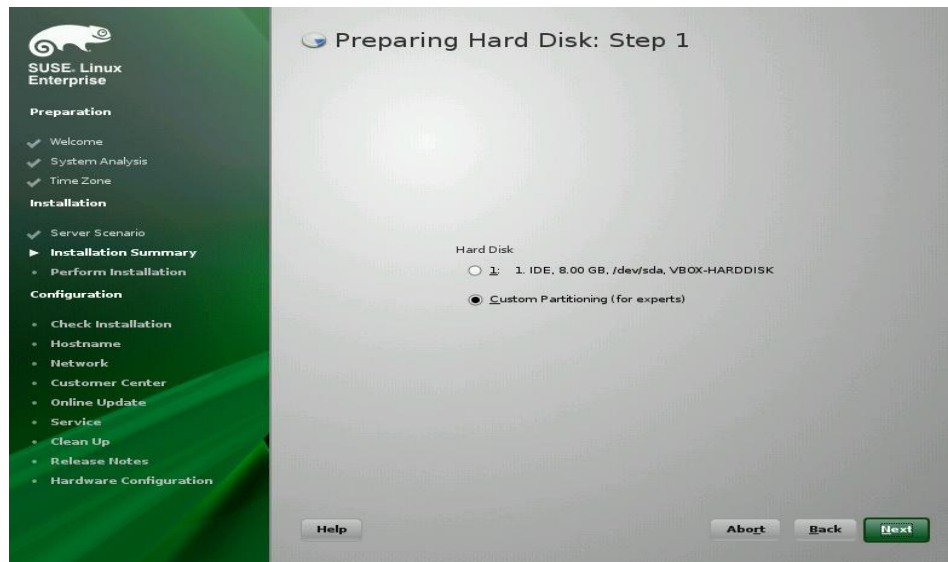 SUSE. Linux
Enterprise
Preparation
Welcome
System Analysis
Time Zone
Installation
Server Scenario
Installation Summary
Perform Installation
Configuration
Check Installation
Hostname
Network
Customer Center
Online Update
Service
Clean Up
Release Notes
Hardware Configuration
Preparing Hard Disk: Step 1
Hard Disk
1: 1. IDE, 8.00 GB, /dev/sda, VBOX-HARDDISK
Custom Partitioning (for experts)
Help
Abort
Back
Next